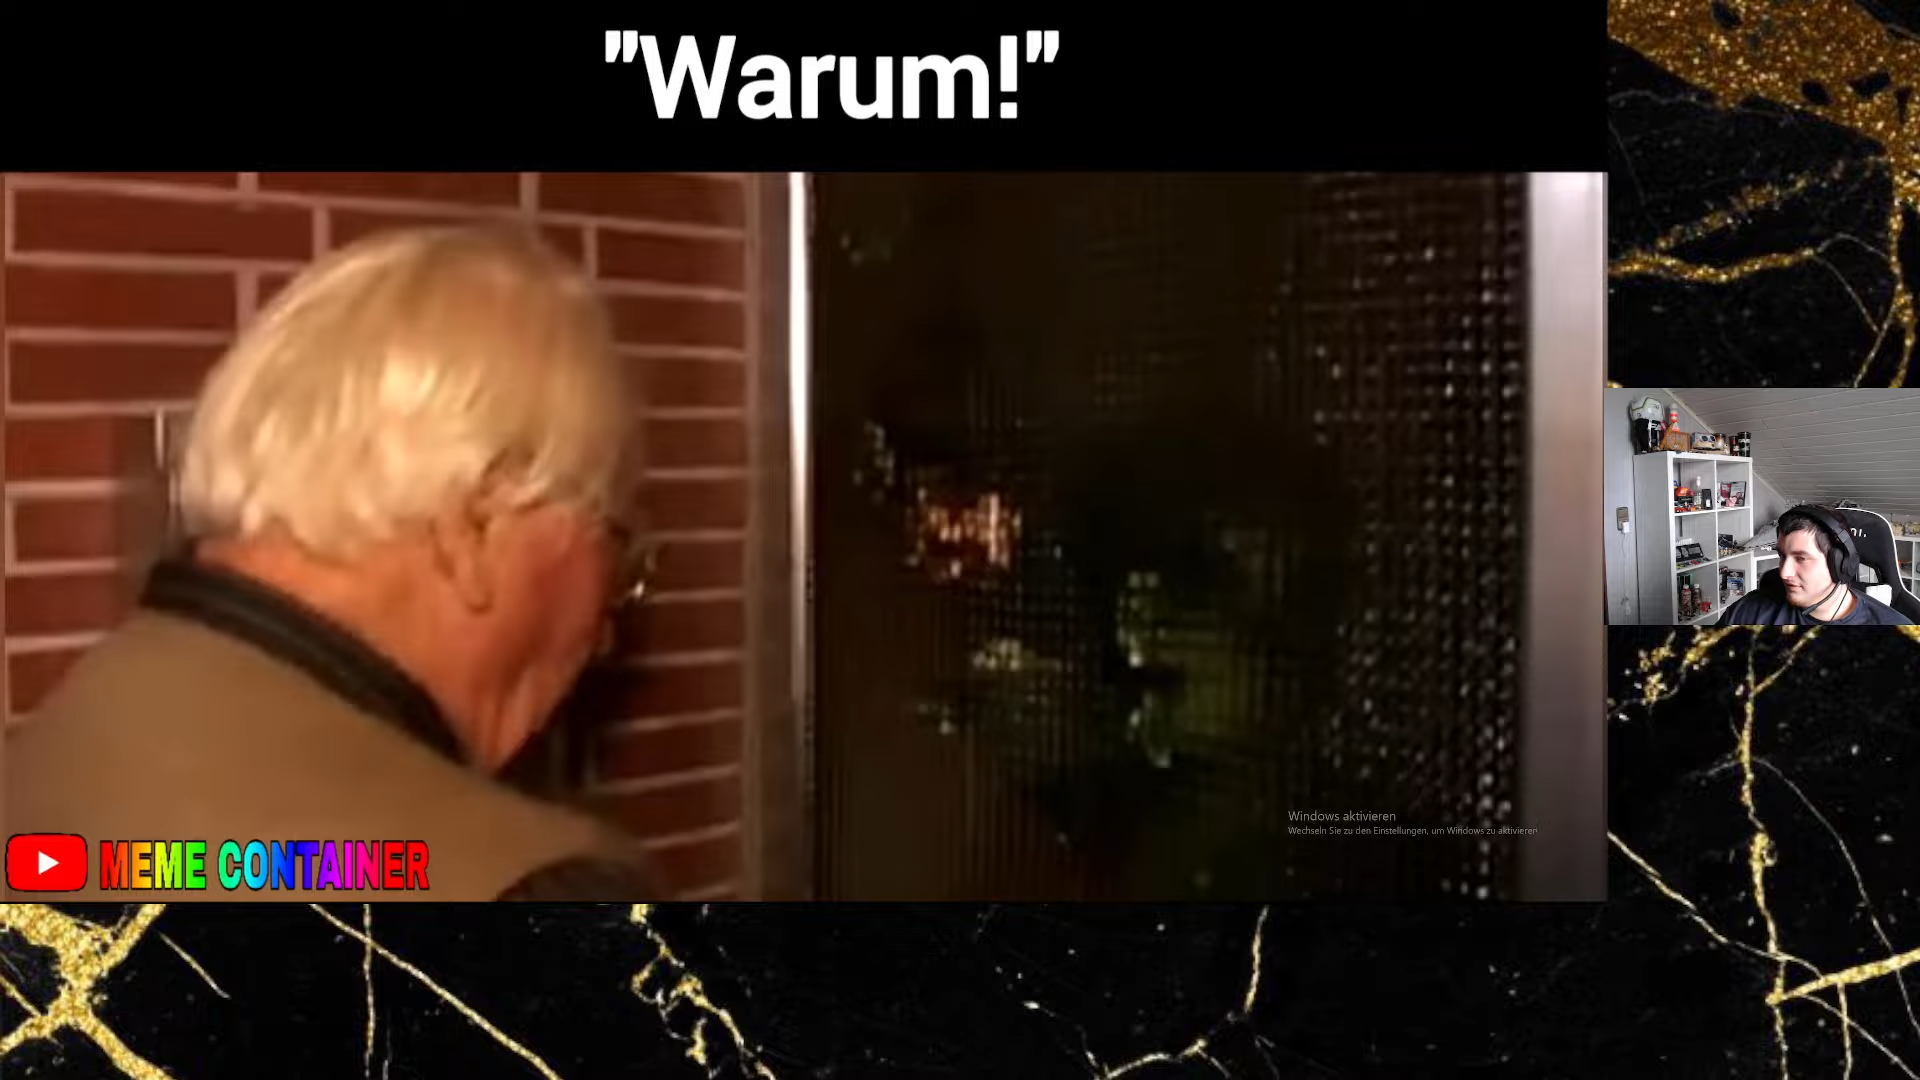 "Warum!"
Windows aktivieren
Wechseln Sie zu den Einstellungen, um Windows zu aktivieren
MEME CONTAINER